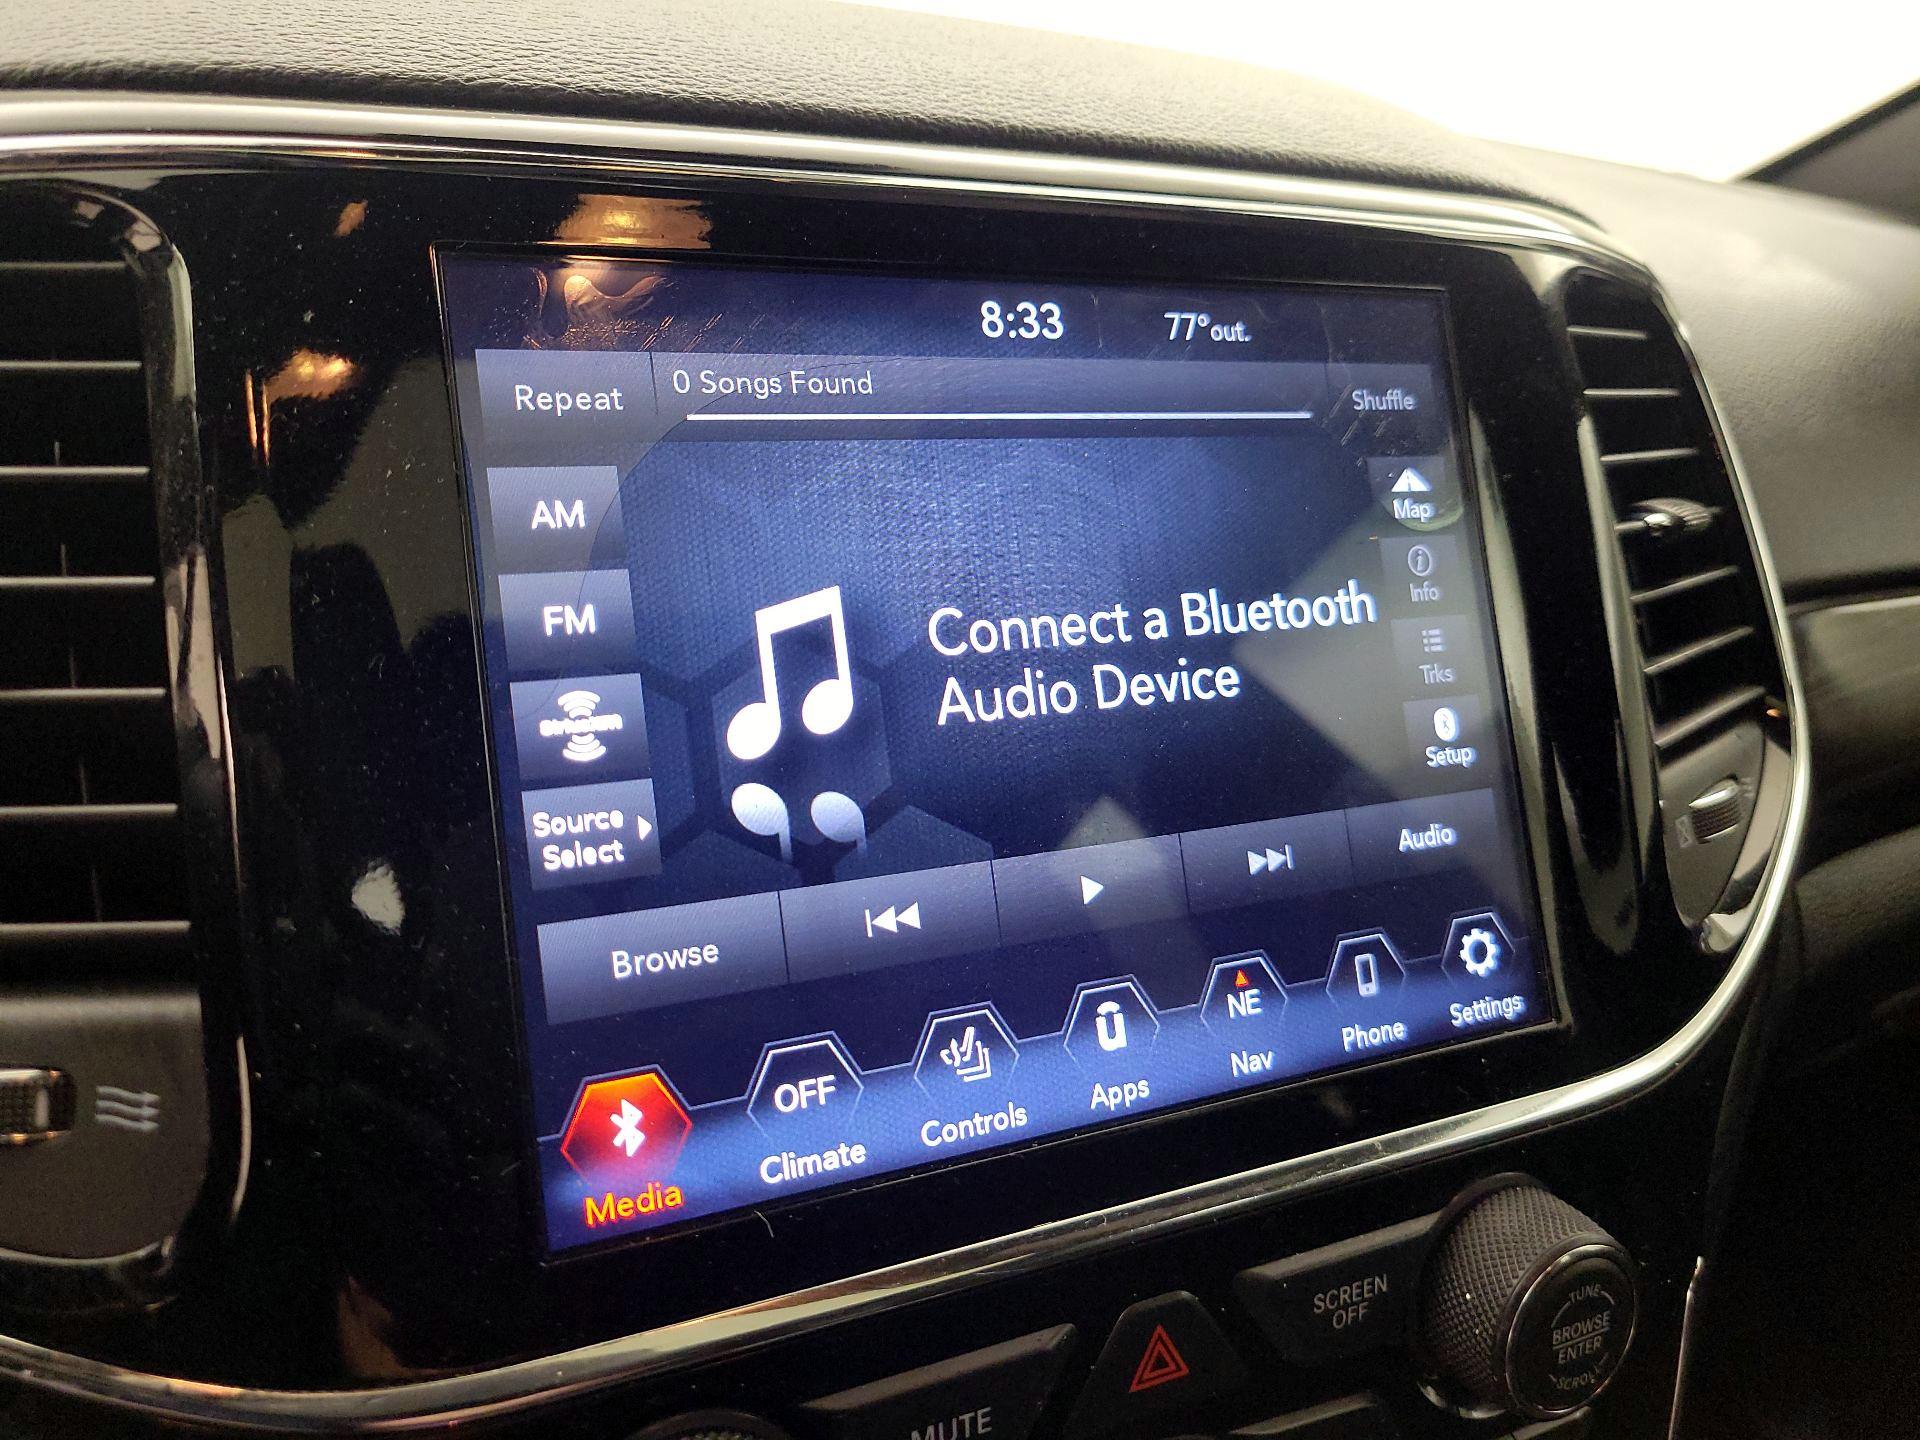 8:33
77° out.
Repeat
0 Songs Found
Shuffle
AM
FM
SiriusXM
Source
Select
Connect a Bluetooth
Audio Device
Map
Info
Trks
Setup
Browse
Audio
Media
OFF
Climate
Controls
Apps
NE
Nav
Phone
Settings
SCREEN
OFF
MUTE
TUNE
BROWSE
ENTER
SCROLL